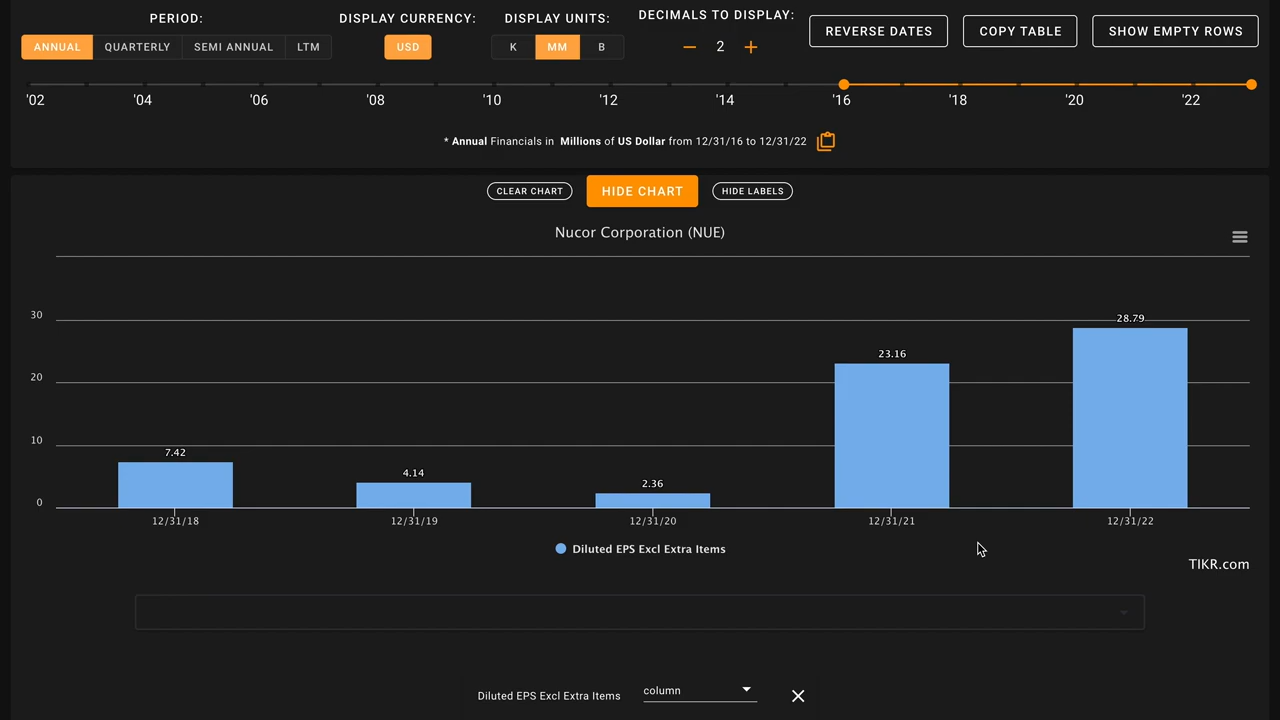 PERIOD:
DISPLAY CURRENCY:
DISPLAY UNITS:
DECIMALS TO DISPLAY:
ANNUAL QUARTERLY SEMI ANNUAL LTM
USD
K MM B
2
REVERSE DATES
COPY TABLE
SHOW EMPTY ROWS
'02 '04 '06 '08 '10 '12 '14 '16 '18 '20 '22
* Annual Financials in Millions of US Dollar from 12/31/16 to 12/31/22
CLEAR CHART
HIDE CHART
HIDE LABELS
Nucor Corporation (NUE)
30
20
10
0
7.42
4.14
2.36
23.16
28.79
12/31/18 12/31/19 12/31/20 12/31/21 12/31/22
Diluted EPS Excl Extra Items
TIKR.com
Diluted EPS Excl Extra Items column